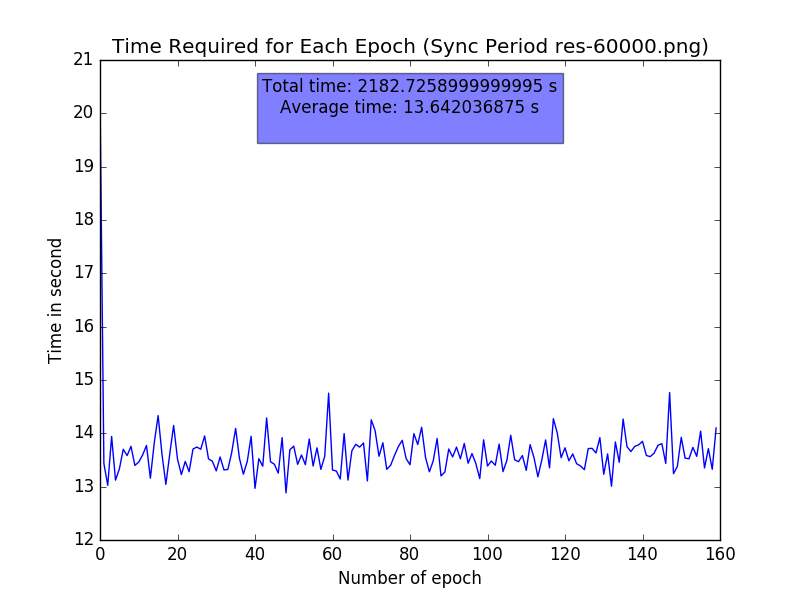 Time Required for Each Epoch (Sync Period res-60000.png)
Total time: 2182.7258999999995 s
Average time: 13.642036875 s
21
20
19
18
17
16
15
14
13
12
Time in second
0 20 40 60 80 100 120 140 160
Number of epoch